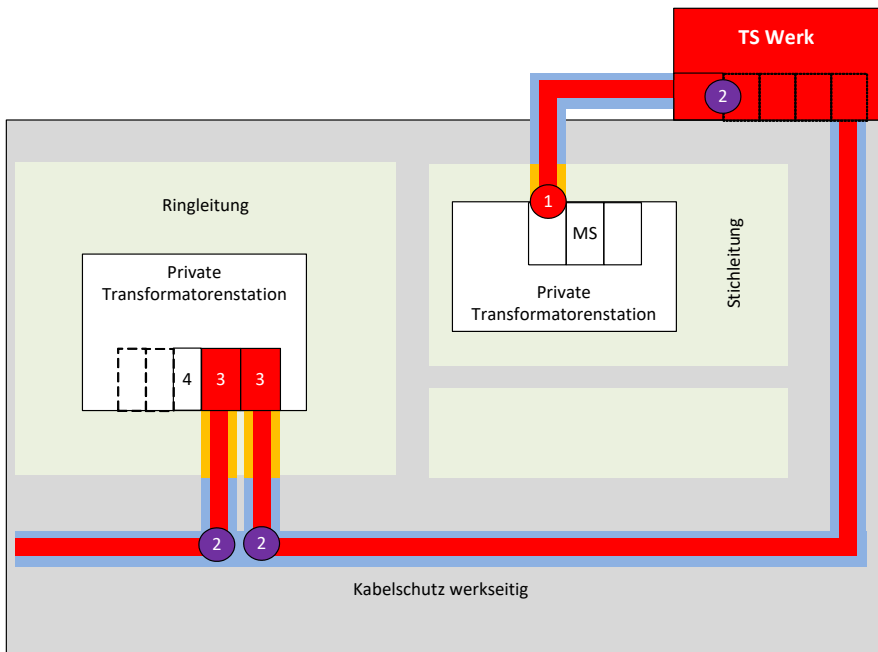 TS Werk
2
Ringleitung
1
MS
Stichleitung
Private
Transformatorenstation
Private
Transformatorenstation
4 3 3
2 2
Kabelschutz werkseitig